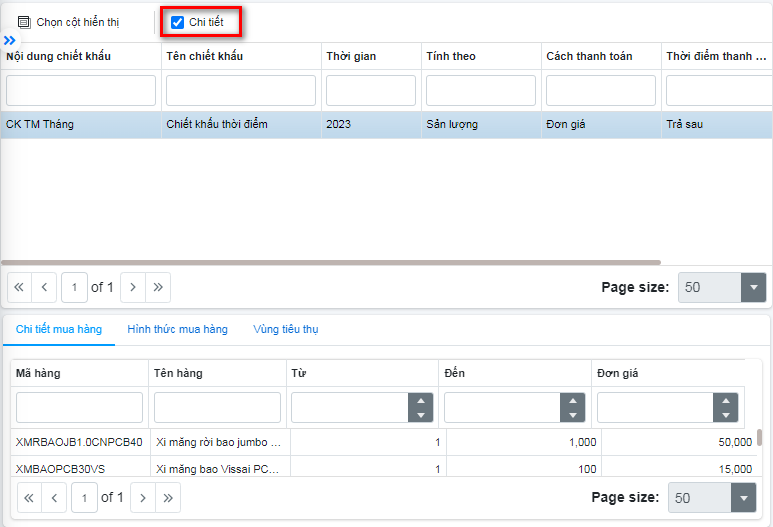 Chọn cột hiển thị Chi tiết
Nội dung chiết khấu Tên chiết khấu Thời gian Tính theo Cách thanh toán Thời điểm thanh ...
CK TM Tháng Chiết khấu thời điểm 2023 Sản lượng Đơn giá Trả sau
1 of 1 Page size: 50
Chi tiết mua hàng Hình thức mua hàng Vùng tiêu thụ
Mã hàng Tên hàng Từ Đến Đơn giá
XMRBAOJB1.0CNPCB40 Xi măng rời bao jumbo ... 1 1,000 50,000
XMBAOPCB30VS Xi măng bao Vissai PC... 1 100 15,000
1 of 1 Page size: 50